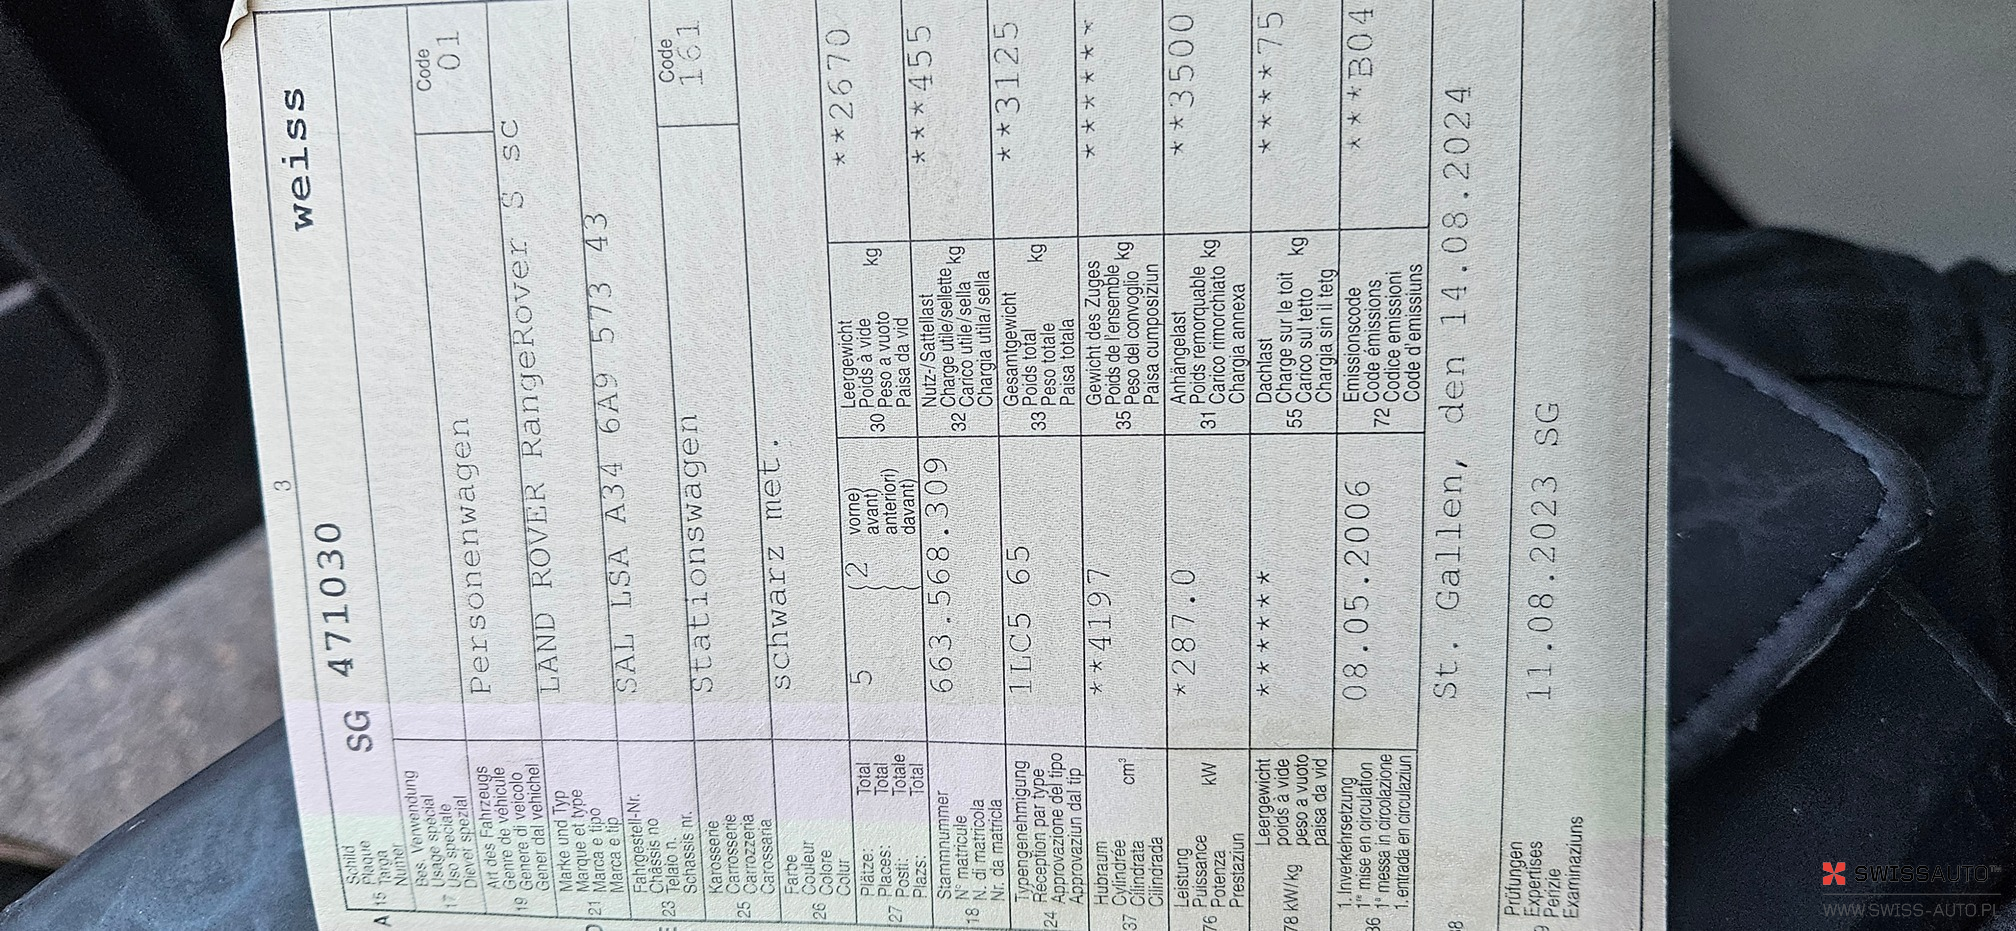 3
A 15 Schild
Plaque
Targa
Numer
SG 471030 weiss
17 Bes. Verwendung
Usage spécial
Uso speciale
Diever spezial
Code
01
19 Art des Fahrzeugs
Genre de véhicule
Genere di veicolo
Gener dal vehichel
Personenwagen
21 Marke und Typ
Marque et type
Marca e tipo
Marca e tip
LAND ROVER RangeRover S sc
23 Fahrgestell-Nr.
Châssis no
Telaio n.
Schassis nr.
SAL LSA A34 6A9 573 43
25 Karosserie
Carrosserie
Carrozzeria
Carossaria
Stationswagen
Code
161
26 Farbe
Couleur
Colore
Colur
schwarz met.
27 Plätze: Total
Places: Total
Posti: Totale
Plazs: Total
5 2 vorne)
avant)
anteriori)
davant)
30 Leergewicht
Poids à vide
Peso a vuoto
Paisa da vid
kg
**2670
18 Stammnummer
N° matricule
N. di matricola
Nr. da matricla
663.568.309
32 Nutz-/Sattellast
Charge utile/sellette
Carico utile/sella
Chargia utila/sella
kg
***455
24 Typengenehmigung
Réception par type
Approvazione del tipo
Approvaziun dal tip
1LC5 65
33 Gesamtgewicht
Poids total
Peso totale
Paisa totala
kg
**3125
37 Hubraum
Cylindrée
Cilindrata
Cilindrada
cm³
**4197
35 Gewicht des Zuges
Poids de l'ensemble
Peso del convoglio
Paisa cumposiziun
kg
******
76 Leistung
Puissance
Potenza
Prestaziun
kW
*287.0
31 Anhängelast
Poids remorquable
Carico rimorchiato
Chargia annexa
kg
**3500
78 kW/kg Leergewicht
poids à vide
peso a vuoto
paisa da vid
******
55 Dachlast
Charge sur le toit
Carico sul tetto
Chargia sin il tetg
kg
****75
36 1.Inverkehrsetzung
1re mise en circulation
1a messa in circolazione
1.entrada en circulaziun
08.05.2006
72 Emissionscode
Code émissions
Codice emissioni
Code d'emissiuns
***B04
St. Gallen, den 14.08.2024
Prüfungen
Expertises
Perizie
Examinaziuns
11.08.2023 SG
SWISSAUTO™
WWW.SWISS-AUTO.PL